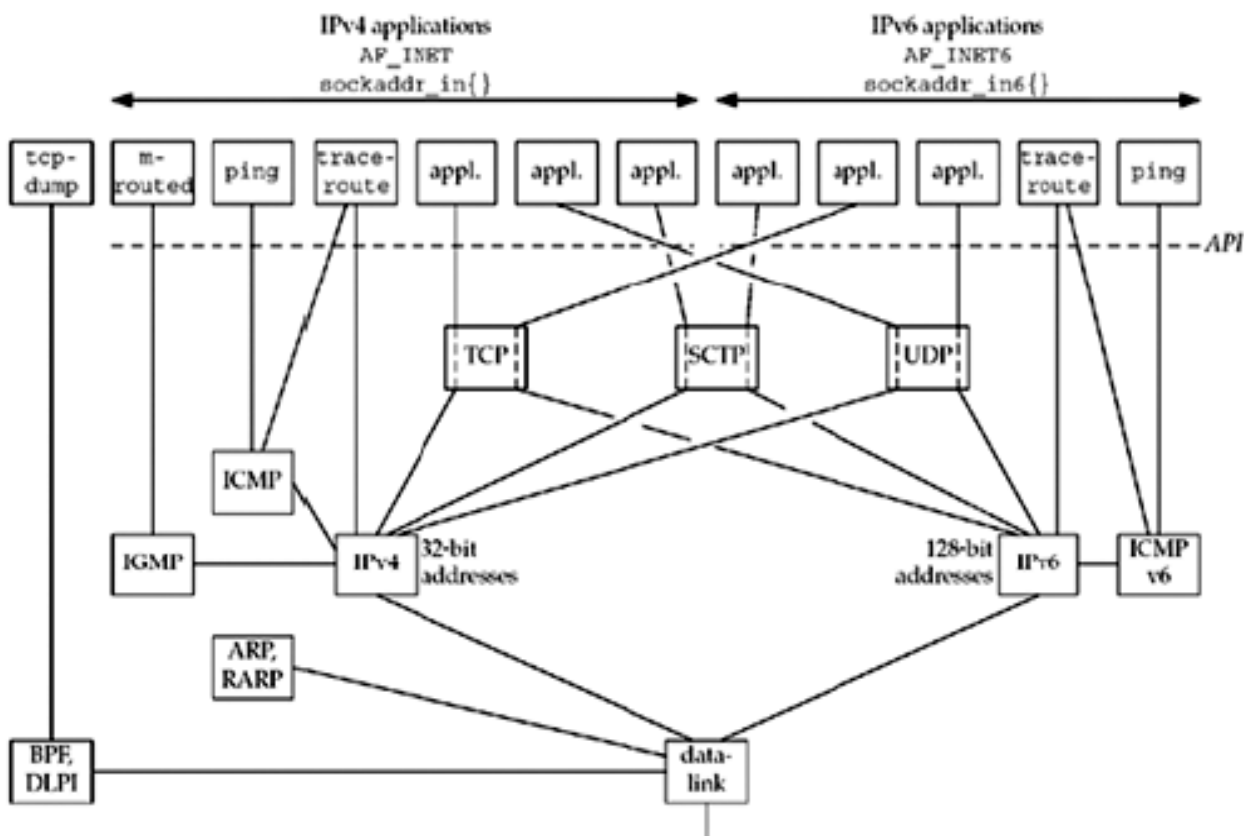 IPv4 applications
AF_INET
sockaddr_in{}
IPv6 applications
AF_INET6
sockaddr_in6{}
tcp-
dump
m-
routed
ping
trace-
route
appl.
appl.
appl.
appl.
appl.
appl.
trace-
route
ping
API
TCP
SCTP
UDP
ICMP
IGMP
IPv4
32-bit
addresses
128-bit
addresses
IPv6
ICMP
v6
ARP,
RARP
BPF,
DLPI
data-
link